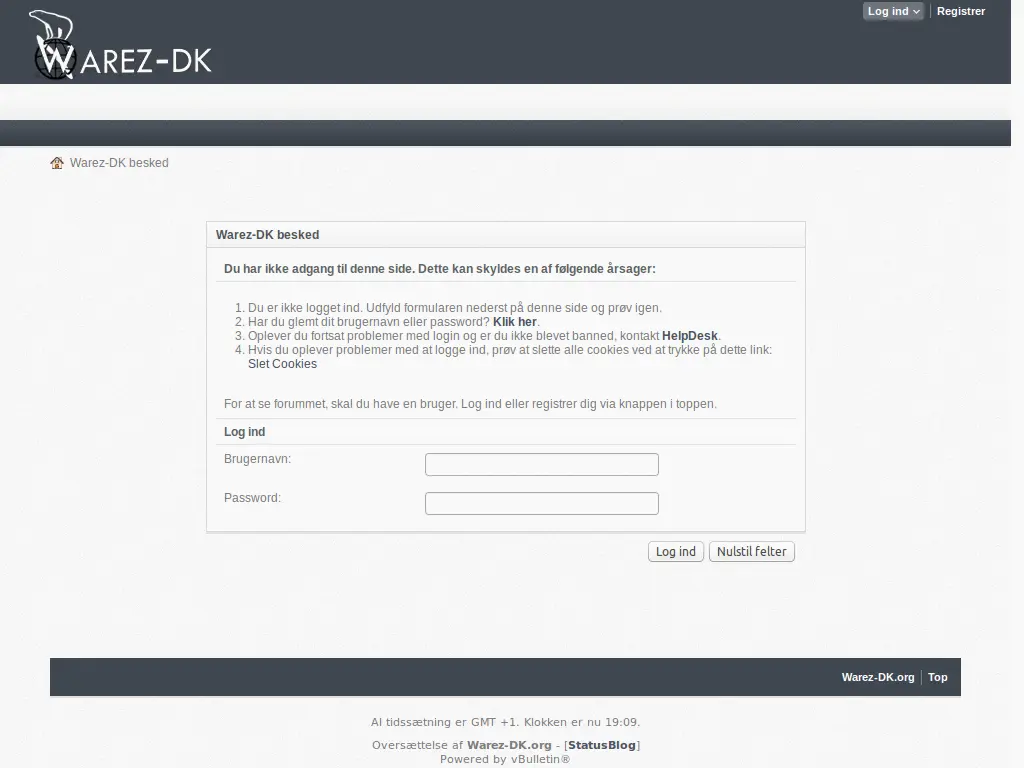 Log ind
Registrer
WAREZ-DK
Warez-DK besked
Warez-DK besked
Du har ikke adgang til denne side. Dette kan skyldes en af følgende årsager:
1. Du er ikke logget ind. Udfyld formularen nederst på denne side og prøv igen.
2. Har du glemt dit brugernavn eller password? Klik her.
3. Oplever du fortsat problemer med login og er du ikke blevet banned, kontakt HelpDesk.
4. Hvis du oplever problemer med at logge ind, prøv at slette alle cookies ved at trykke på dette link:
Slet Cookies
For at se forummet, skal du have en bruger. Log ind eller registrer dig via knappen i toppen.
Log ind
Brugernavn:
Password:
Log ind
Nulstil felter
Warez-DK.org
Top
Al tidssætning er GMT +1. Klokken er nu 19:09.
Oversættelse af Warez-DK.org - [StatusBlog]
Powered by vBulletin®